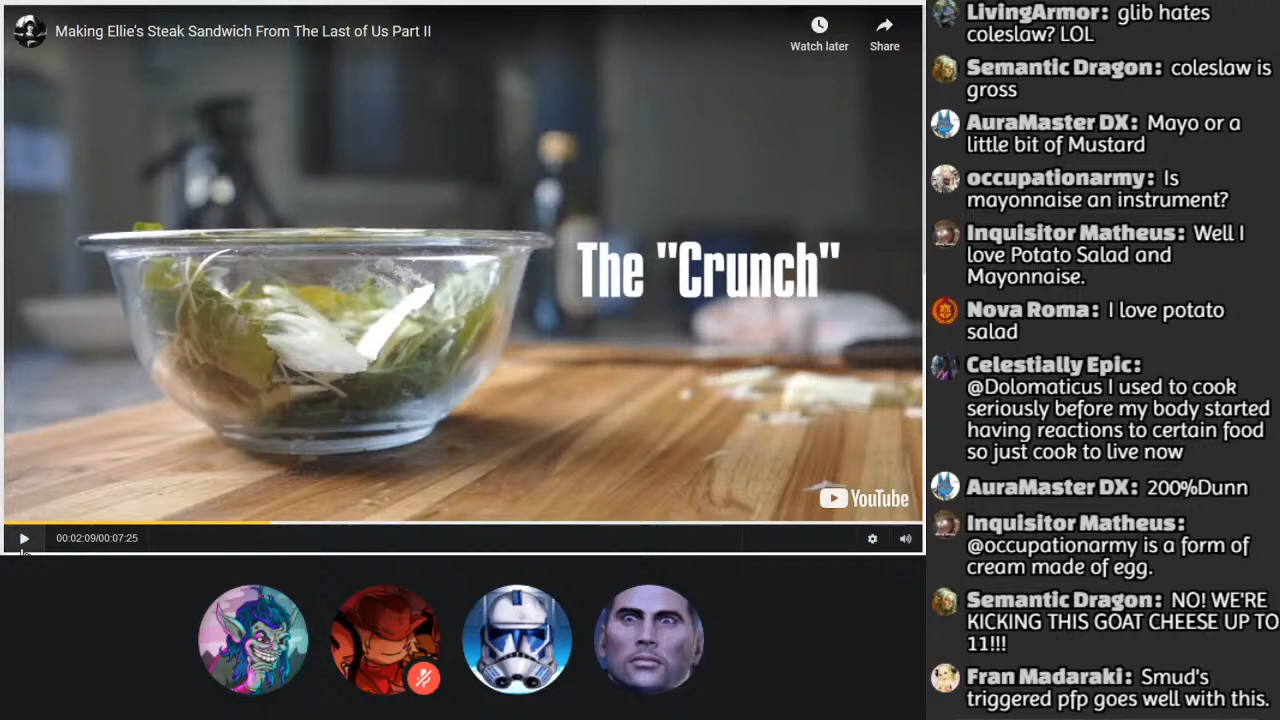 Making Ellie's Steak Sandwich From The Last of Us Part II
Watch later
Share
The "Crunch"
YouTube
00:02:09/00:07:25
LivingArmor: glib hates
coleslaw? LOL
Semantic Dragon: coleslaw is
gross
AuraMaster DX: Mayo or a
little bit of Mustard
occupationarmy: Is
mayonnaise an instrument?
Inquisitor Matheus: Well I
love Potato Salad and
Mayonnaise.
Nova Roma: I love potato
salad
Celestially Epic:
@Dolomaticus I used to cook
seriously before my body started
having reactions to certain food
so just cook to live now
AuraMaster DX: 200%Dunn
Inquisitor Matheus:
@occupationarmy is a form of
cream made of egg.
Semantic Dragon: NO! WE'RE
KICKING THIS GOAT CHEESE UP TO
11!!!
Fran Madaraki: Smud's
triggered pfp goes well with this.